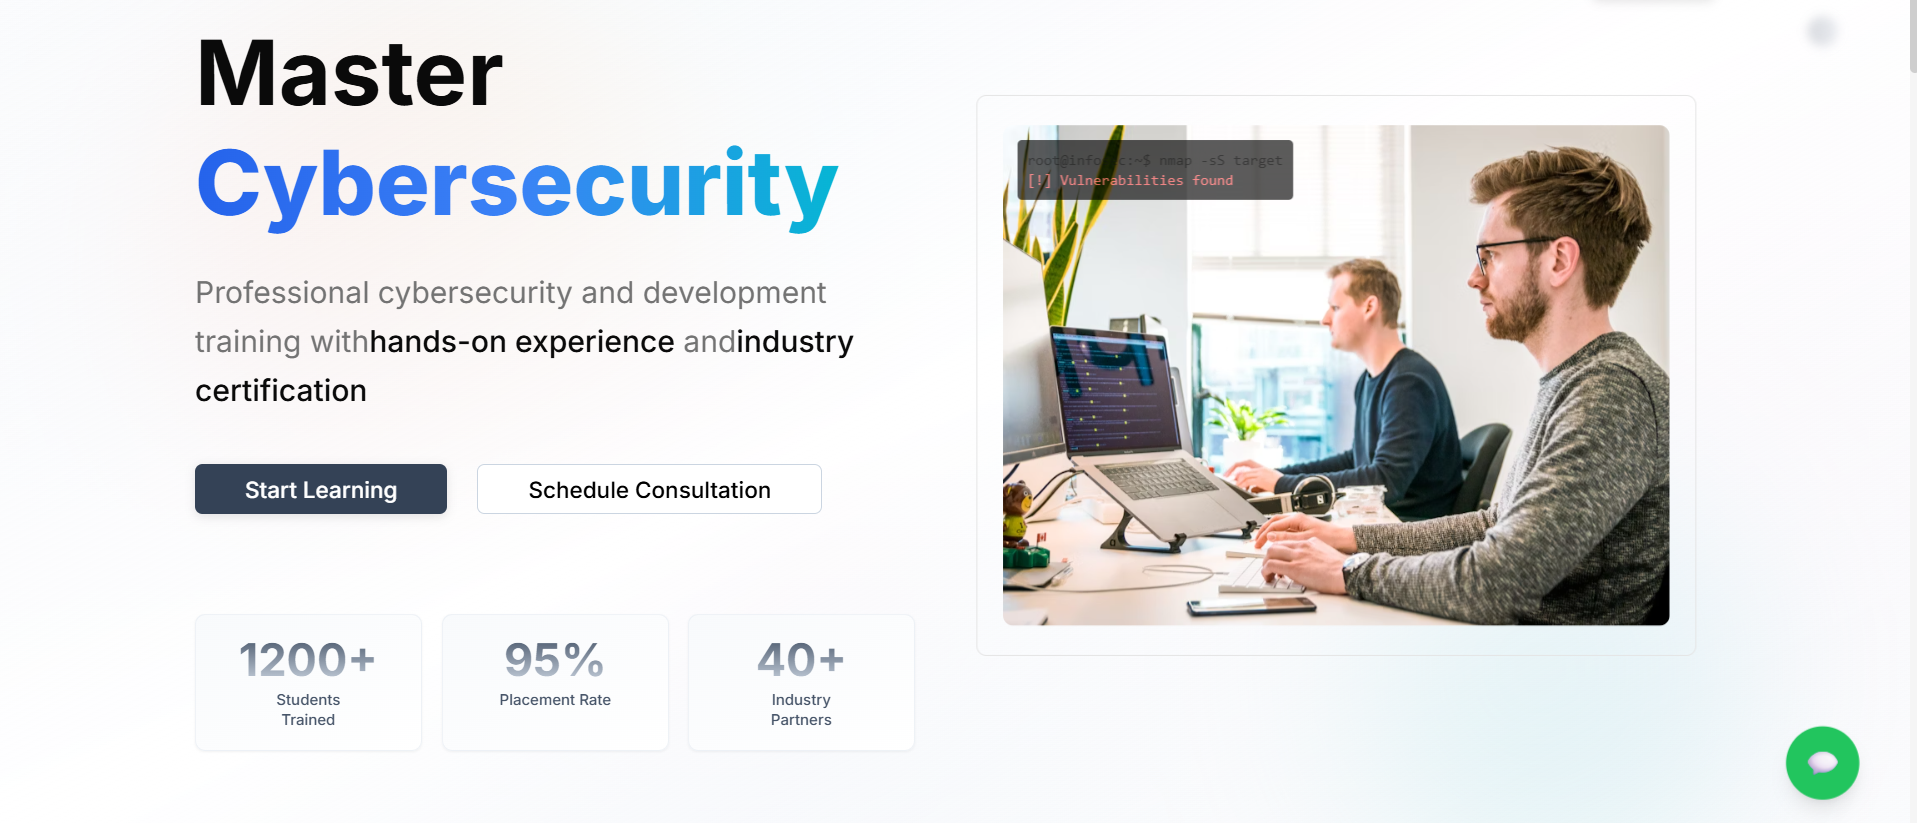 Master
Cybersecurity
Professional cybersecurity and development
training withhands-on experience andindustry
certification
Start Learning
Schedule Consultation
1200+
Students
Trained
95%
Placement Rate
40+
Industry
Partners
nmap -sS target
[!] Vulnerabilities found